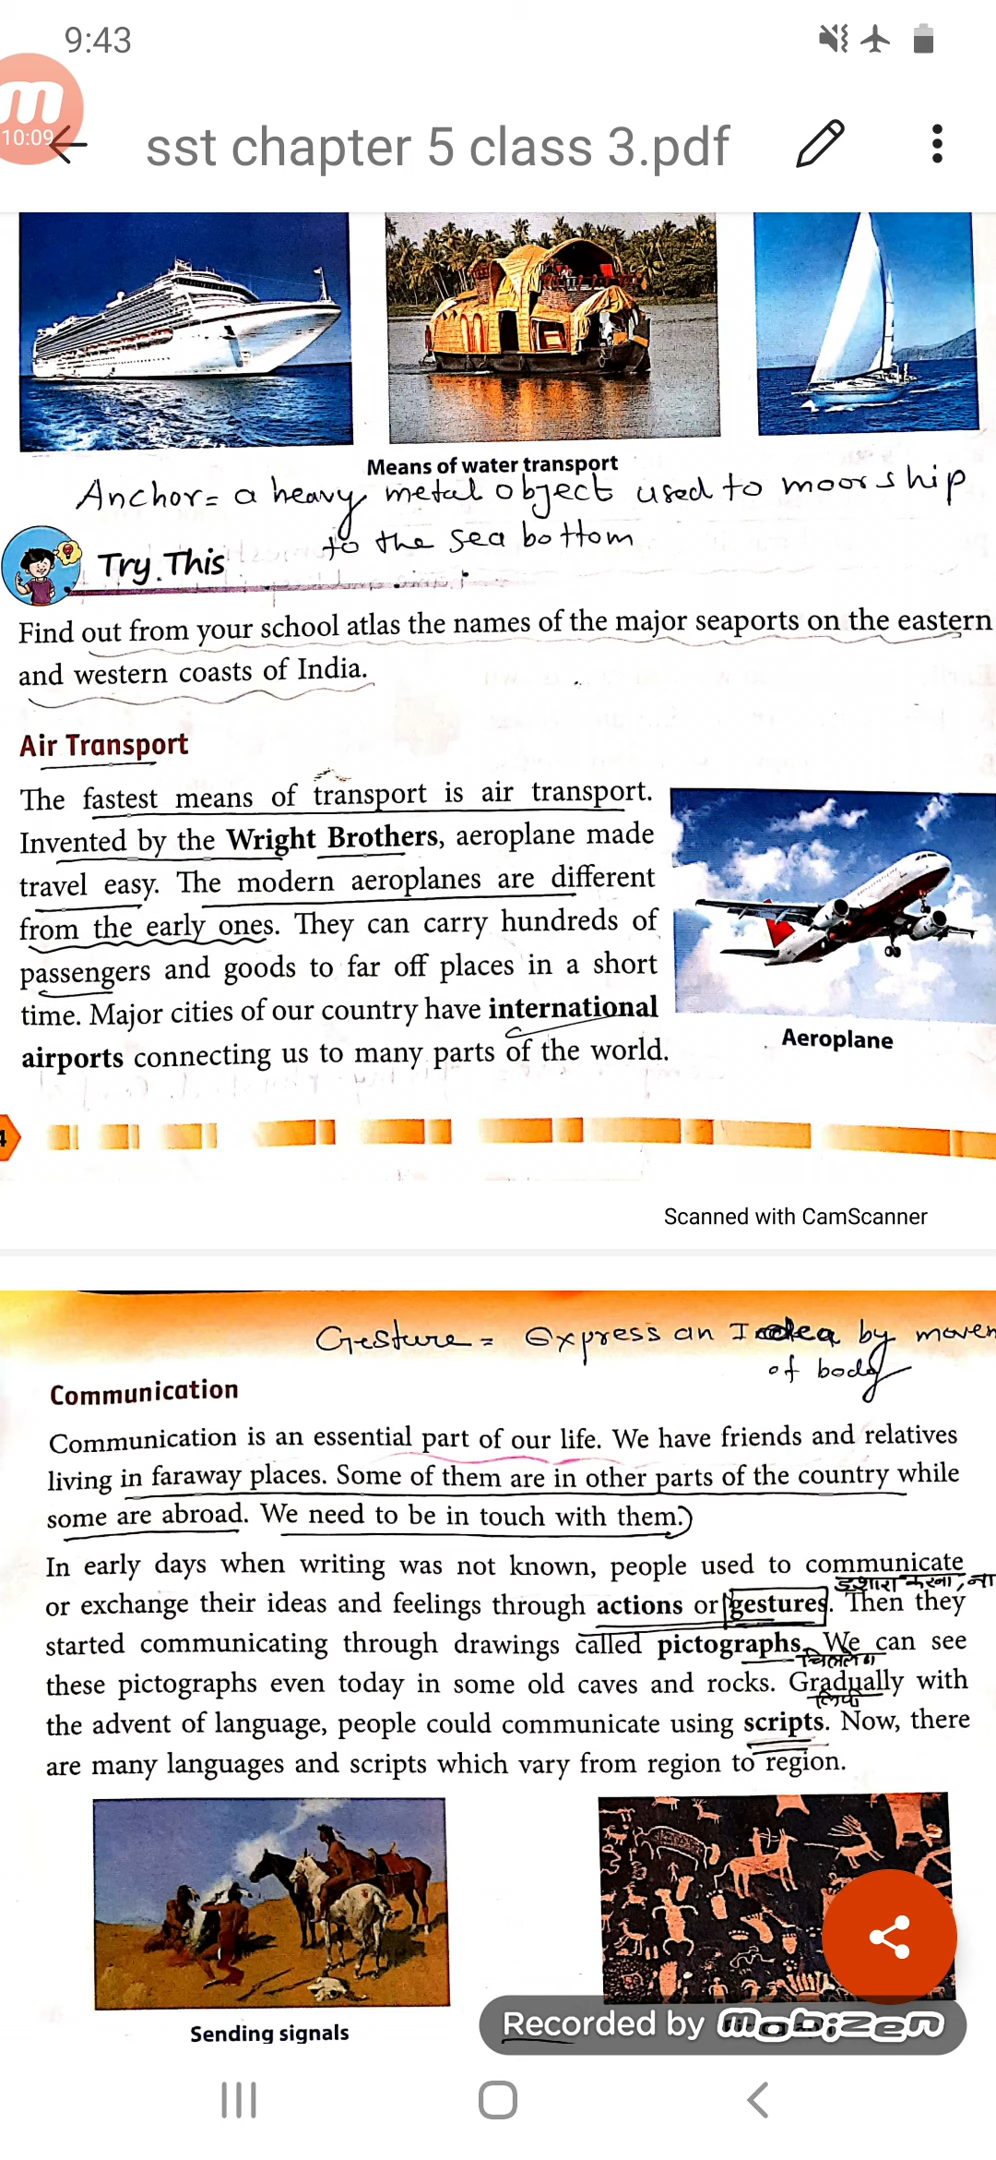 9:43
10:09
sst chapter 5 class 3.pdf
Means of water transport
Anchor = a heavy metal object used to moor ship
to the sea bottom
Try This
Find out from your school atlas the names of the major seaports on the eastern
and western coasts of India.
Air Transport
The fastest means of transport is air transport.
Invented by the Wright Brothers, aeroplane made
travel easy. The modern aeroplanes are different
from the early ones. They can carry hundreds of
passengers and goods to far off places in a short
time. Major cities of our country have international
airports connecting us to many parts of the world.
Aeroplane
4
Scanned with CamScanner
Gesture = Express an Idea by movem
of body
Communication
Communication is an essential part of our life. We have friends and relatives
living in faraway places. Some of them are in other parts of the country while
some are abroad. We need to be in touch with them.)
In early days when writing was not known, people used to communicate
इशारा करना,
or exchange their ideas and feelings through actions or gestures. Then they
started communicating through drawings called pictographs. We can see
these pictographs even today in some old caves and rocks. Gradually with
लिपी
the advent of language, people could communicate using scripts. Now, there
are many languages and scripts which vary from region to region.
Sending signals
Recorded by mobizen